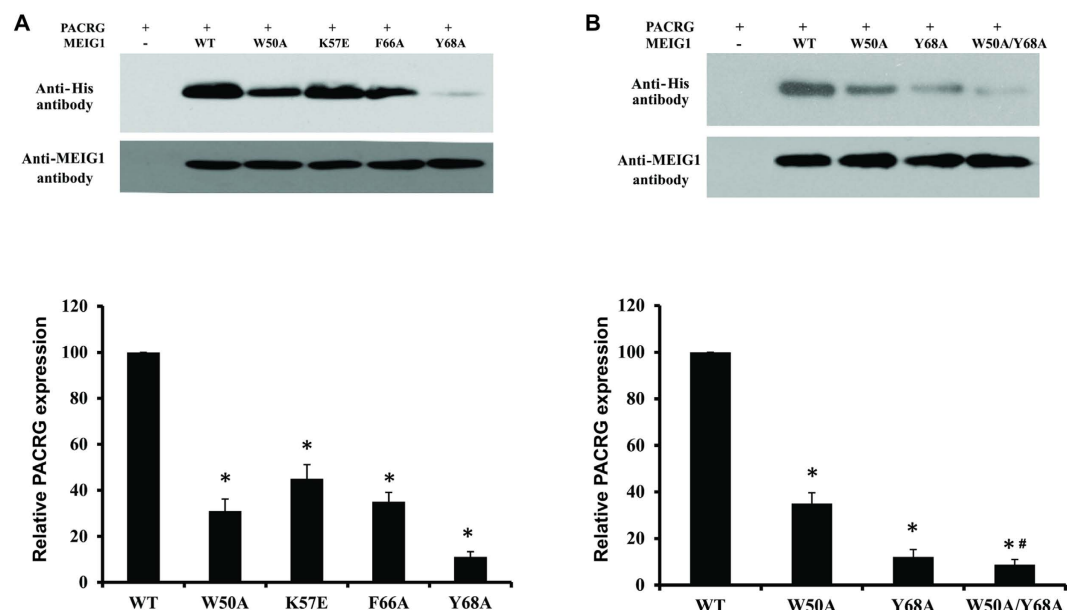 A
PACRG + + + + + +
MEIG1 - WT W50A K57E F66A Y68A
Anti-His
antibody
Anti-MEIG1
antibody
Relative PACRG expression
120
100
80
60
40
20
0
*
*
*
*
WT W50A K57E F66A Y68A
B
PACRG + + + + +
MEIG1 - WT W50A Y68A W50A/Y68A
Anti-His
antibody
Anti-MEIG1
antibody
Relative PACRG expression
120
100
80
60
40
20
0
*
*
*#
WT W50A Y68A W50A/Y68A